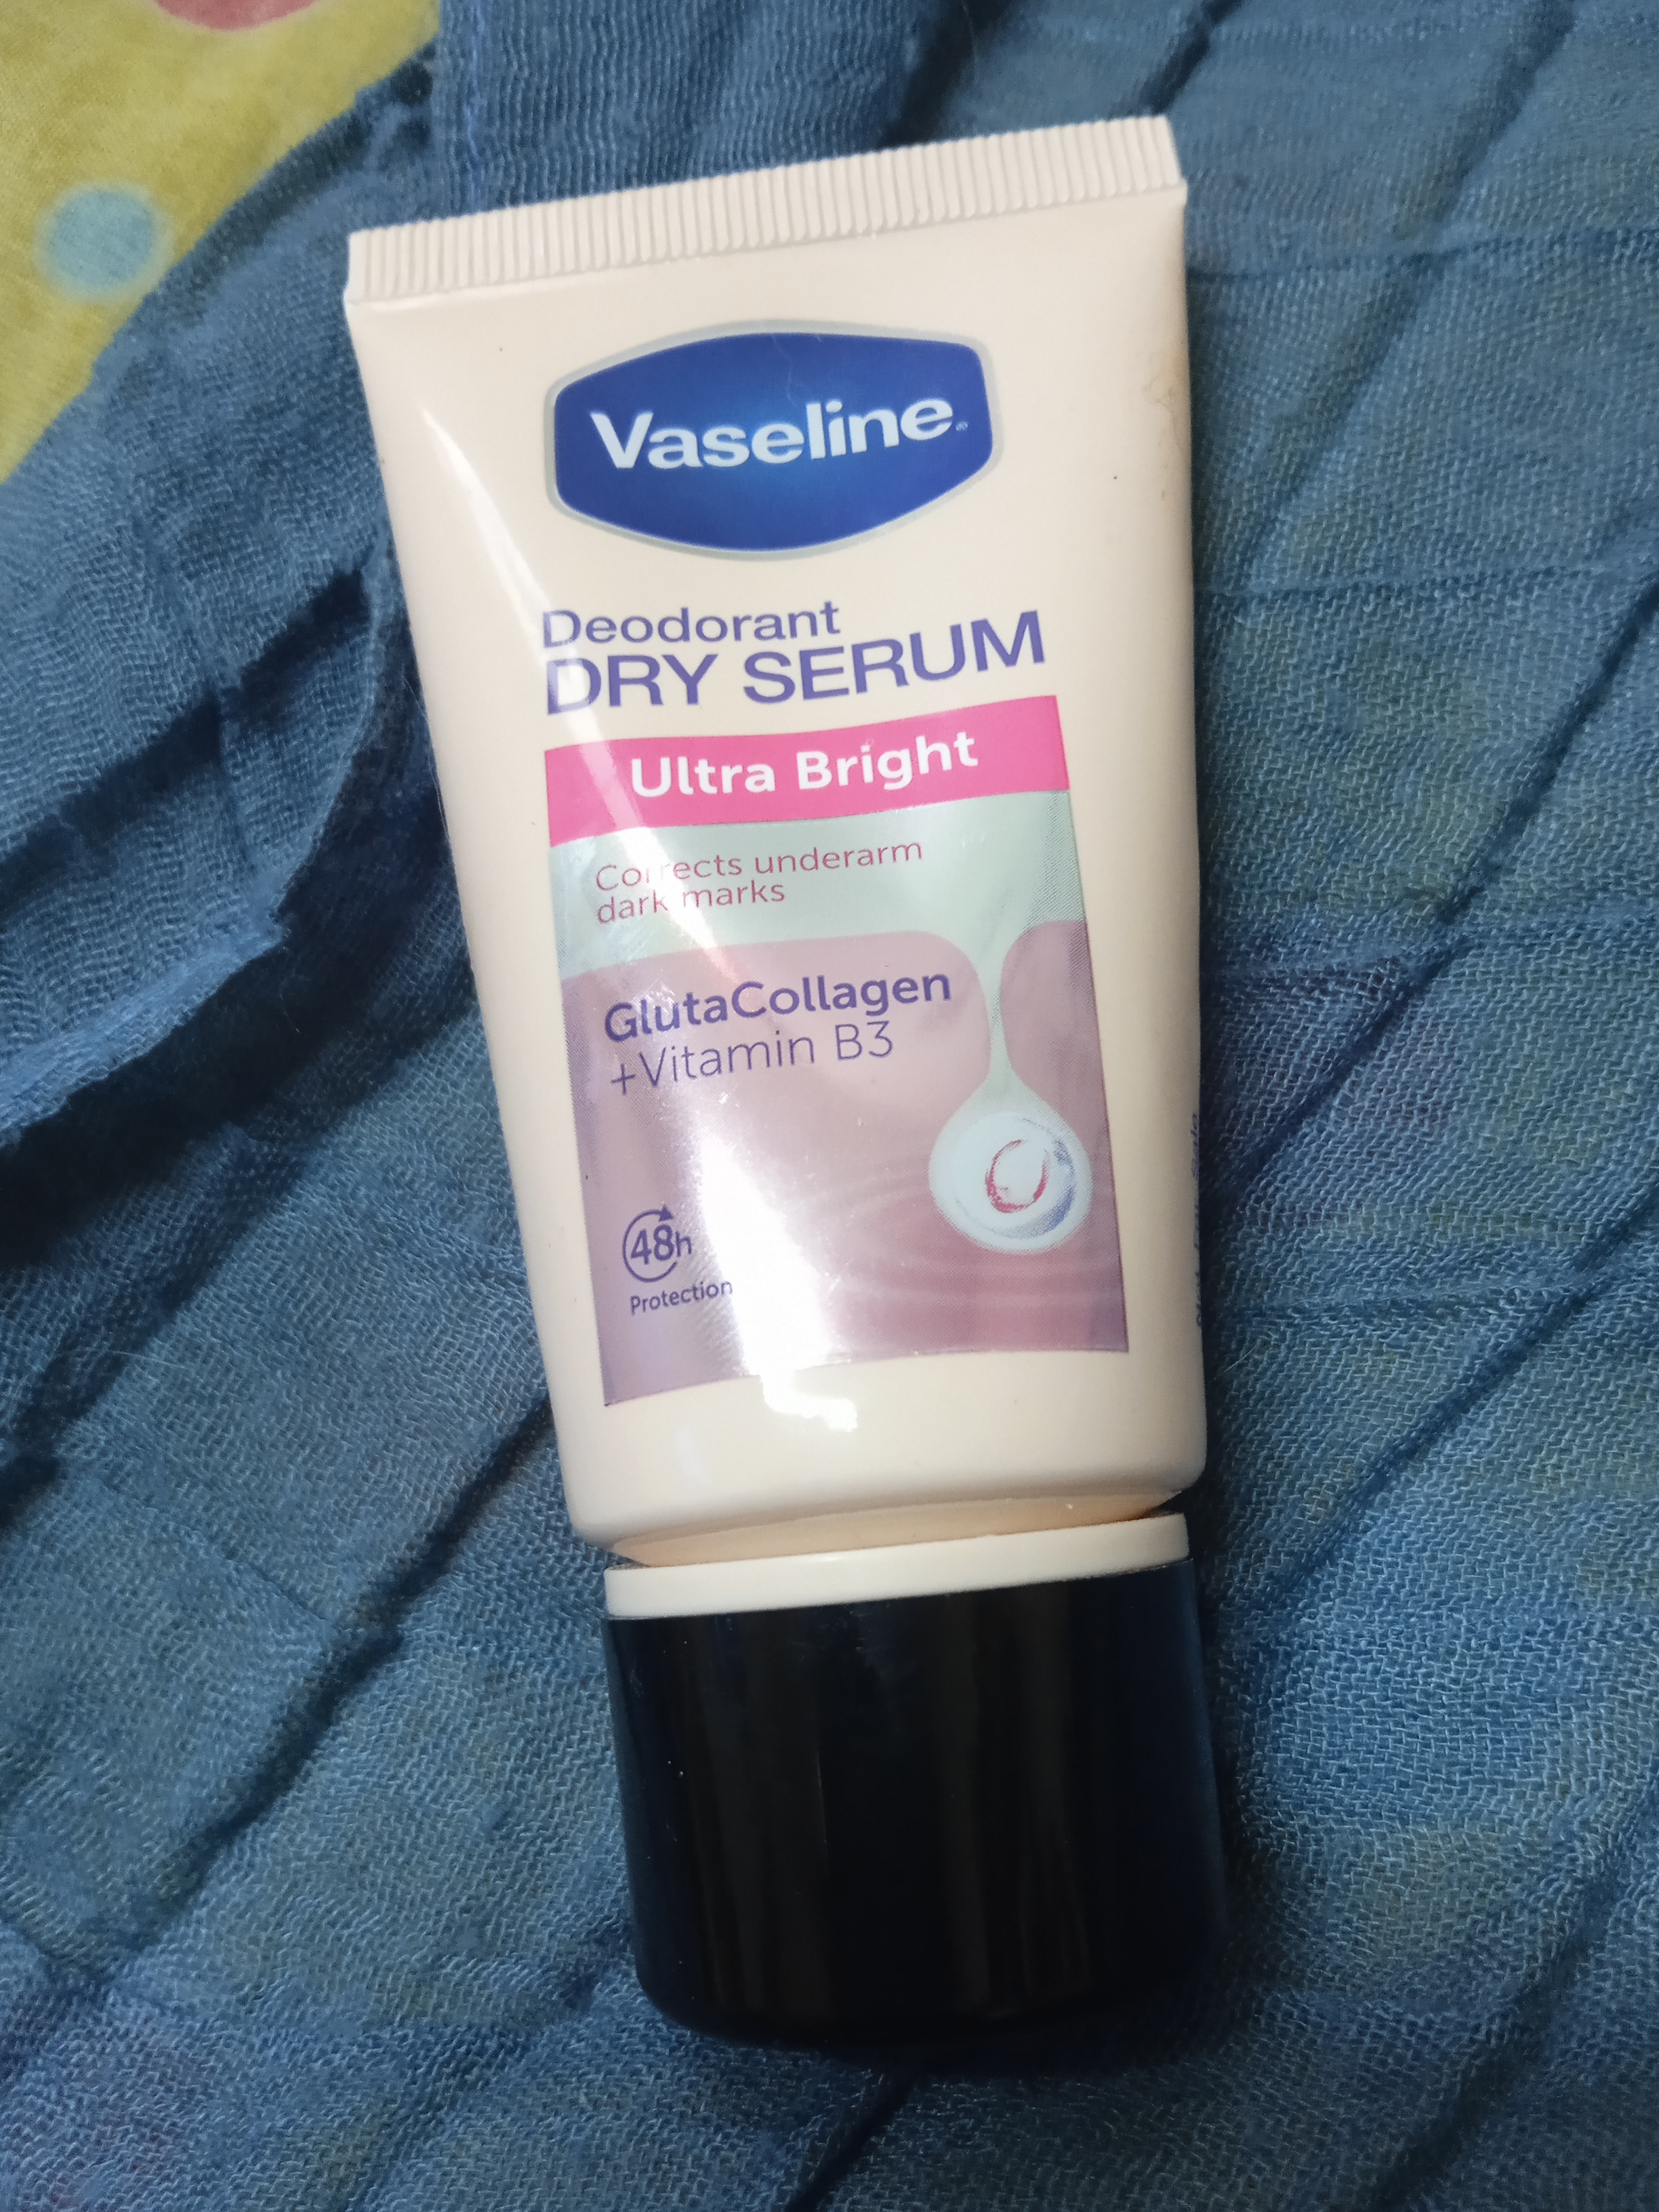 Vaseline®
Deodorant
DRY SERUM
Ultra Bright
Corrects underarm
dark marks
GlutaCollagen
+Vitamin B3
48h
Protection